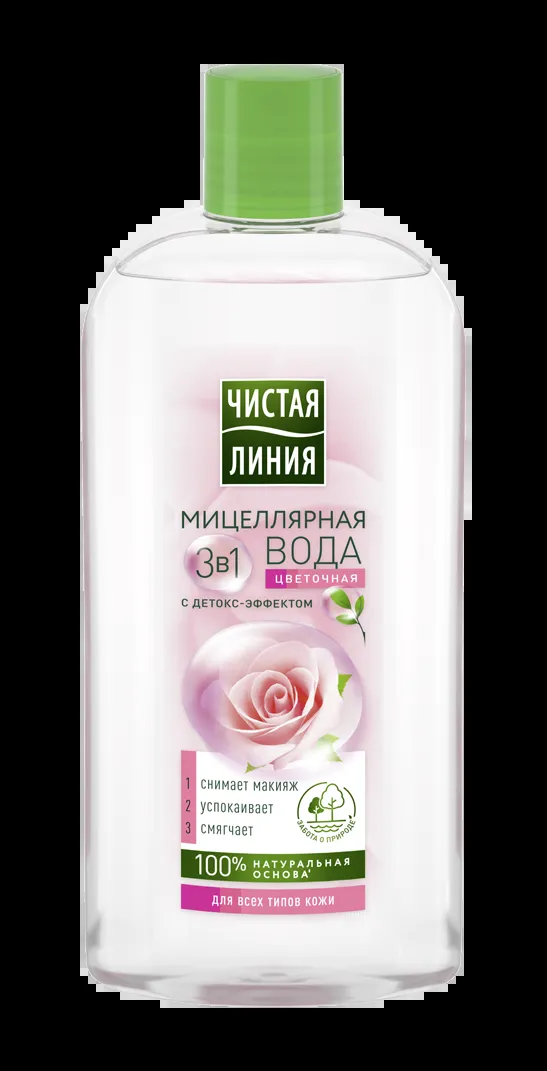 ЧИСТАЯ
ЛИНИЯ
МИЦЕЛЛЯРНАЯ
3в1 ВОДА
ЦВЕТОЧНАЯ
С ДЕТОКС-ЭФФЕКТОМ
1 снимает макияж
2 успокаивает
3 смягчает
ЗАБОТА О ПРИРОДЕ
100% НАТУРАЛЬНАЯ
ОСНОВА*
для всех типов кожи